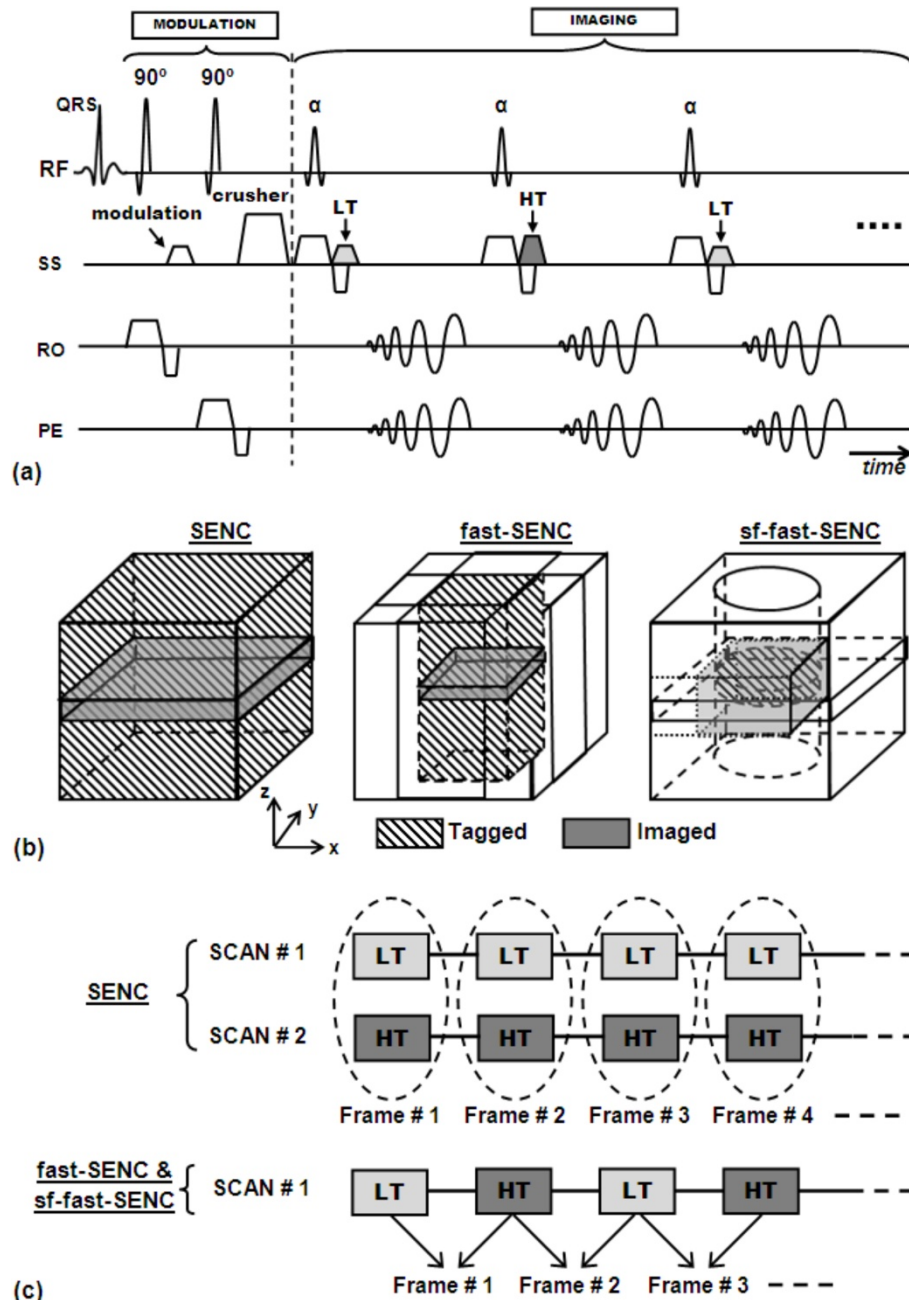 MODULATION IMAGING
90° 90° α α α
QRS
RF
modulation crusher LT HT LT
SS
RO
PE
time
(a)
SENC fast-SENC sf-fast-SENC
z y x
Tagged Imaged
(b)
SENC
SCAN # 1 LT LT LT LT
SCAN # 2 HT HT HT HT
Frame # 1 Frame # 2 Frame # 3 Frame # 4
fast-SENC &
sf-fast-SENC
SCAN # 1 LT HT LT HT
Frame # 1 Frame # 2 Frame # 3
(c)